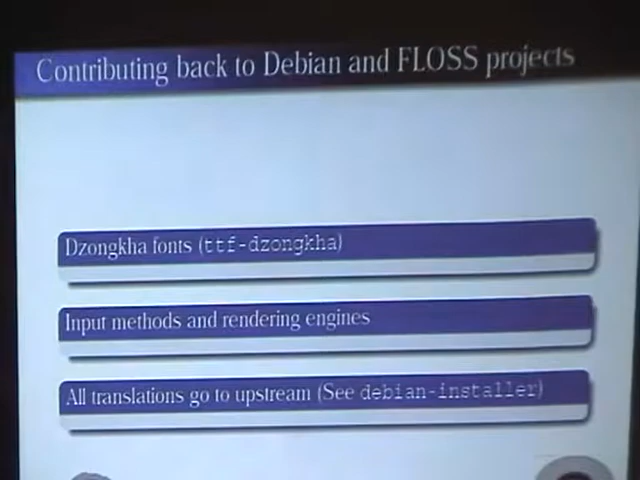 Contributing back to Debian and FLOSS projects
Dzongkha fonts (ttf-dzongkha)
Input methods and rendering engines
All translations go to upstream (See debian-installer)